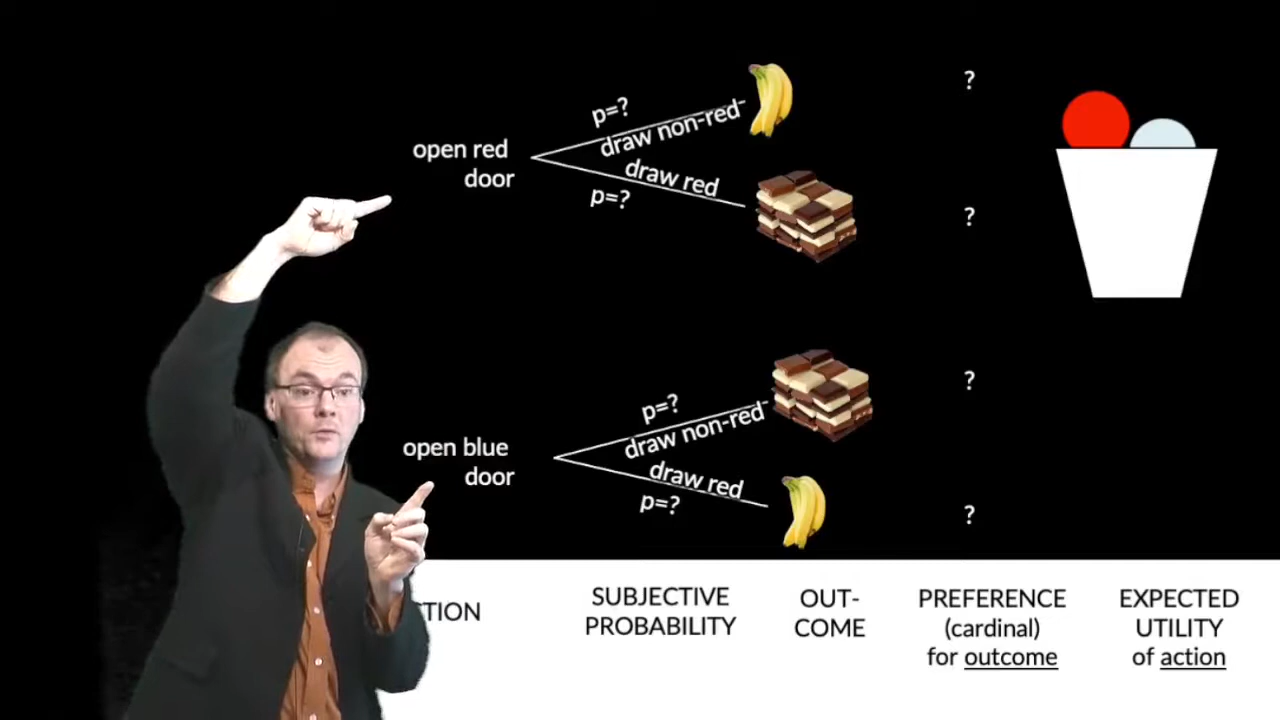 ?
p=?
draw non-red
open red
door
draw red
p=?
?
?
p=?
draw non-red
open blue
door
draw red
p=?
?
TION
SUBJECTIVE
PROBABILITY
OUT-
COME
PREFERENCE
(cardinal)
for outcome
EXPECTED
UTILITY
of action